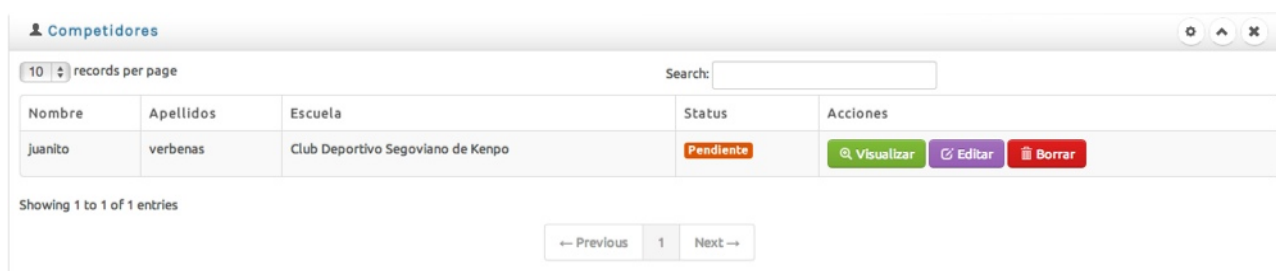 Competidores
10 records per page Search:
Nombre Apellidos Escuela Status Acciones
juanito verbenas Club Deportivo Segoviano de Kenpo Pendiente Visualizar Editar Borrar
Showing 1 to 1 of 1 entries
← Previous 1 Next →